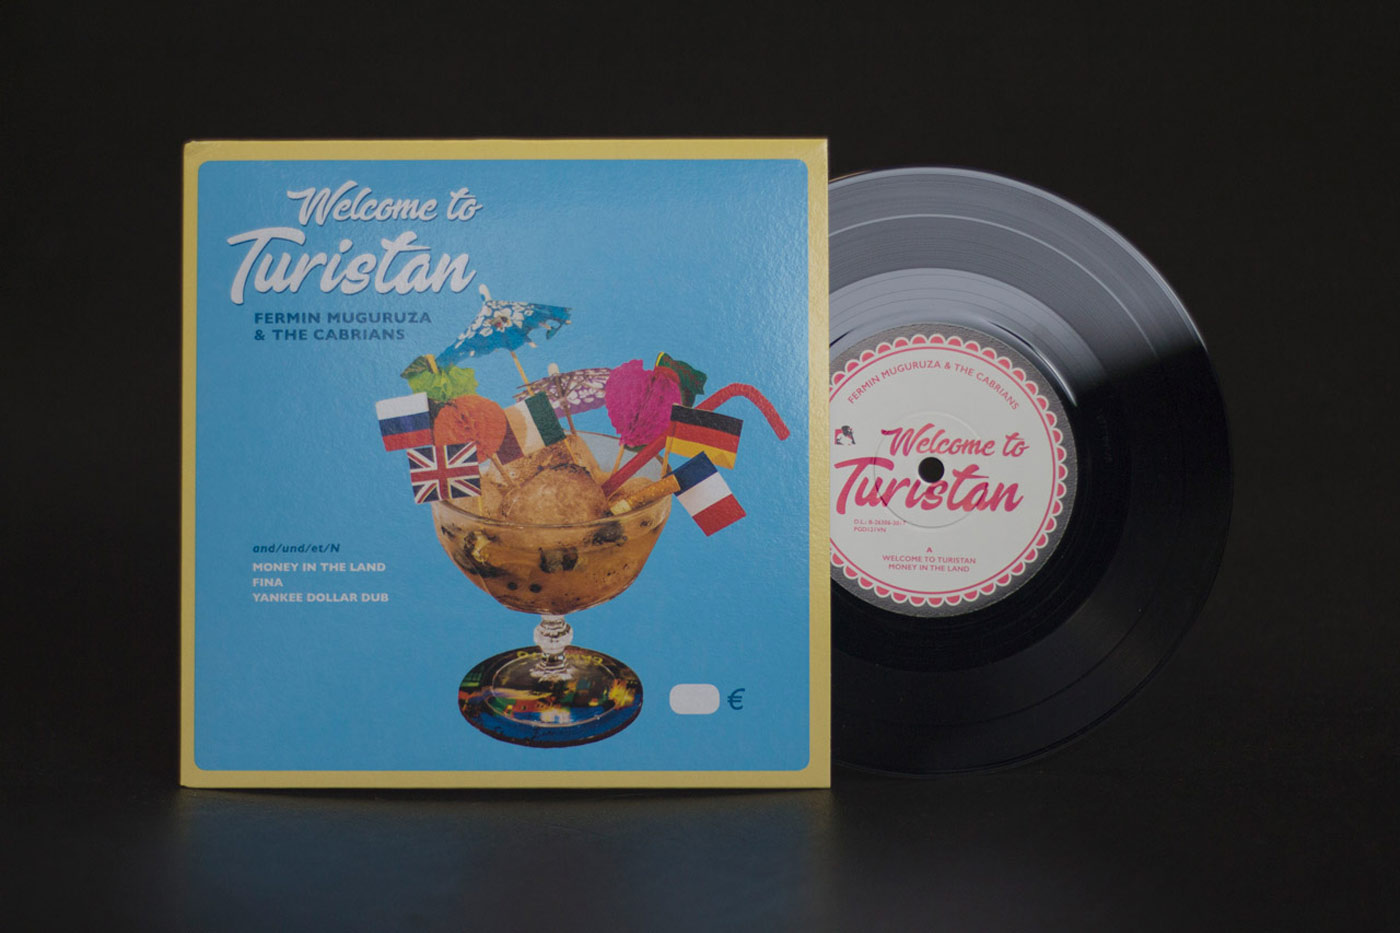 Welcome to
Turistan
FERMIN MUGURUZA
& THE CABRIANS
and/und/et/N
MONEY IN THE LAND
FINA
YANKEE DOLLAR DUB
€
FERMIN MUGURUZA & THE CABRIANS
Welcome to
Turistan
A
WELCOME TO TURISTAN
MONEY IN THE LAND